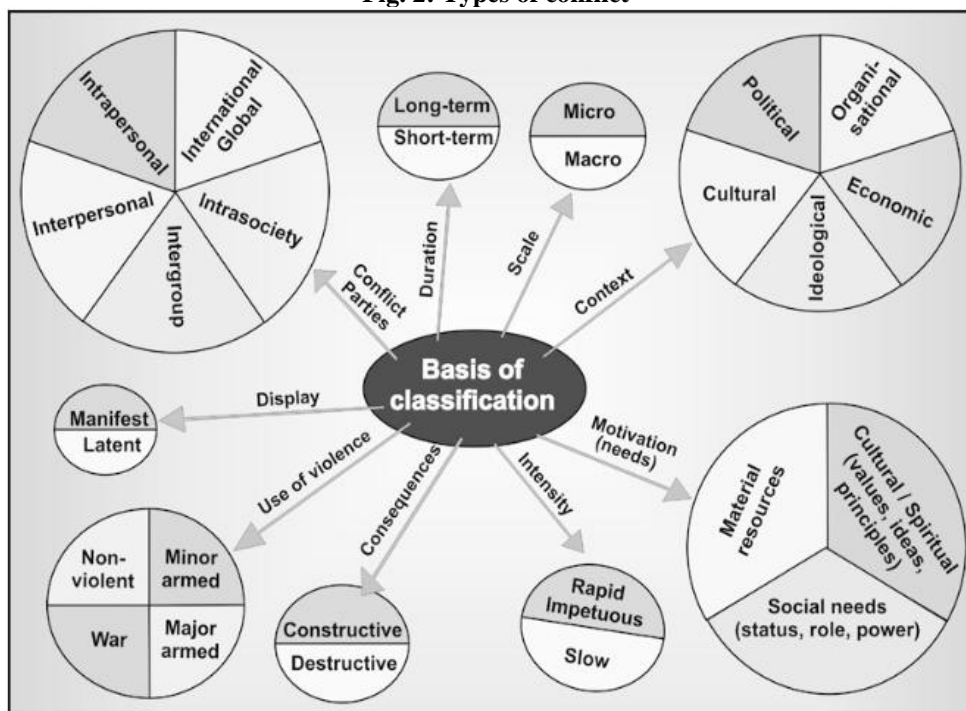 Fig. 2: Types of conflict
Intrapersonal
International
Global
Interpersonal
Intrasociety
Intergroup
Long-term
Short-term
Micro
Macro
Political
Organi-
sational
Cultural
Economic
Ideological
Conflict
Parties
Duration
Scale
Context
Basis of
classification
Display
Manifest
Latent
Use of violence
Consequences
Intensity
Motivation
(needs)
Non-
violent
Minor
armed
War
Major
armed
Constructive
Destructive
Rapid
Impetuous
Slow
Material
resources
Cultural / Spiritual
(values, ideas,
principles)
Social needs
(status, role, power)